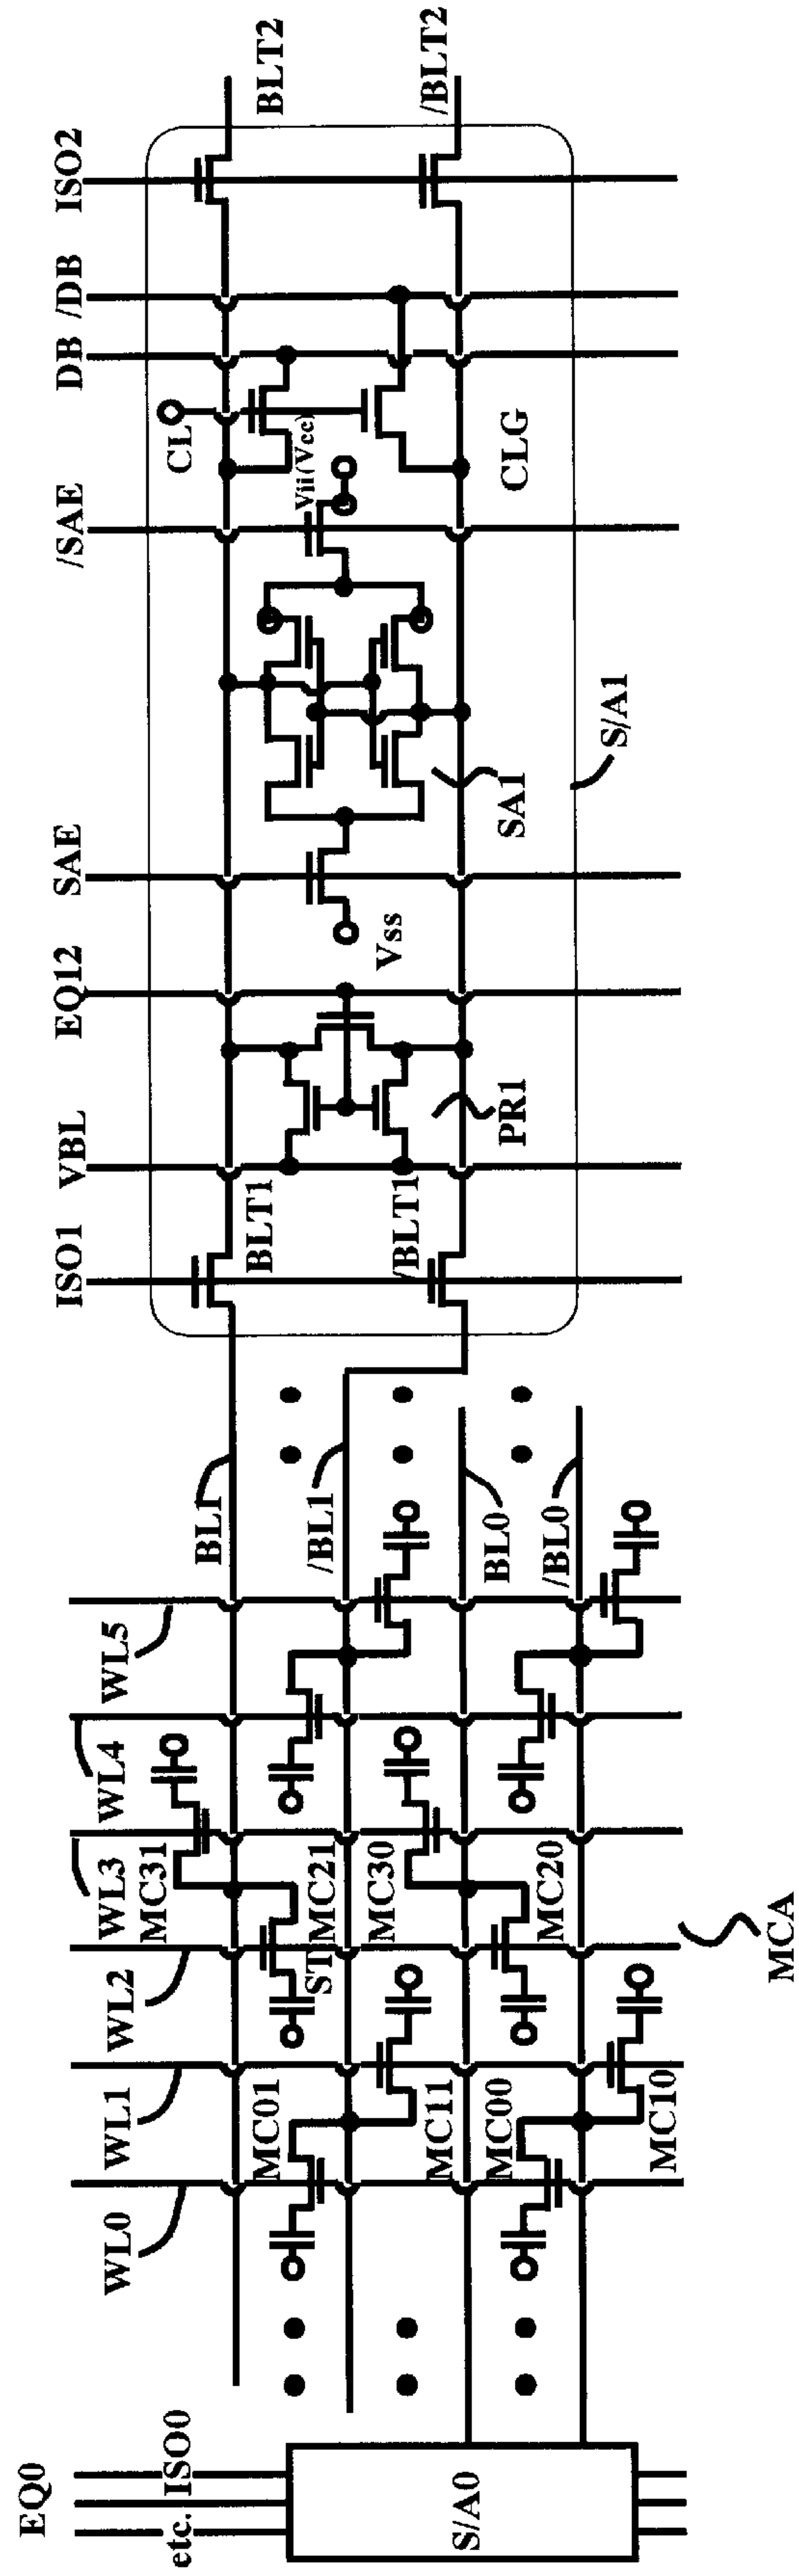 EQ0
etc.
ISO0
S/A0
WL0
WL1
WL2
WL3
WL4
WL5
MC01
MC11
MC00
MC10
MC31
MC21
MC30
MC20
ST
MCA
BL1
/BL1
BL0
/BL0
ISO1
VBL
EQ12
SAE
/SAE
DB
/DB
ISO2
BLT1
/BLT1
PR1
Vss
SA1
S/A1
Vii(Vcc)
CL
CLG
BLT2
/BLT2